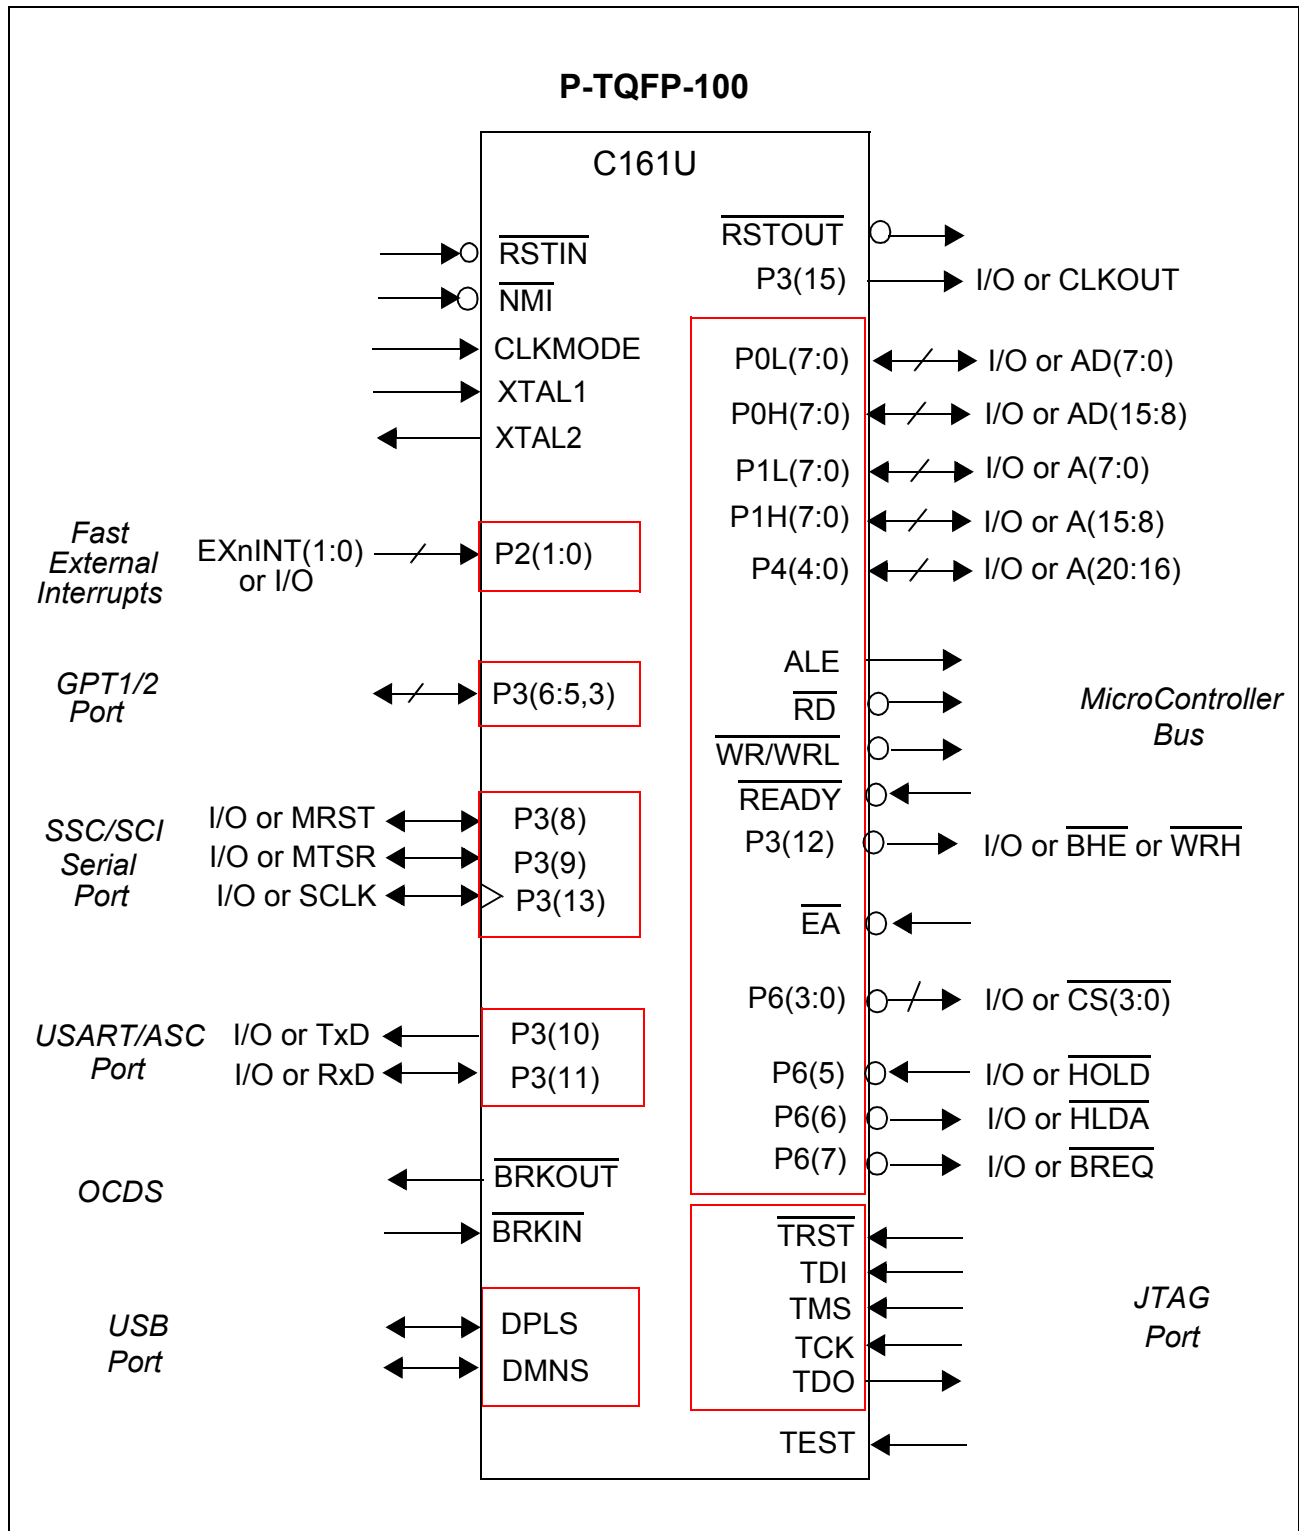 P-TQFP-100
C161U
RSTIN
NMI
CLKMODE
XTAL1
XTAL2
Fast
External
Interrupts
EXnINT(1:0)
or I/O
P2(1:0)
GPT1/2
Port
P3(6:5,3)
SSC/SCI
Serial
Port
I/O or MRST
P3(8)
I/O or MTSR
P3(9)
I/O or SCLK
P3(13)
USART/ASC
Port
I/O or TxD
P3(10)
I/O or RxD
P3(11)
OCDS
BRKOUT
BRKIN
USB
Port
DPLS
DMNS
RSTOUT
P3(15)
I/O or CLKOUT
P0L(7:0)
I/O or AD(7:0)
P0H(7:0)
I/O or AD(15:8)
P1L(7:0)
I/O or A(7:0)
P1H(7:0)
I/O or A(15:8)
P4(4:0)
I/O or A(20:16)
ALE
RD
WR/WRL
READY
P3(12)
I/O or BHE or WRH
EA
P6(3:0)
I/O or CS(3:0)
P6(5)
I/O or HOLD
P6(6)
I/O or HLDA
P6(7)
I/O or BREQ
MicroController
Bus
TRST
TDI
TMS
TCK
TDO
JTAG
Port
TEST